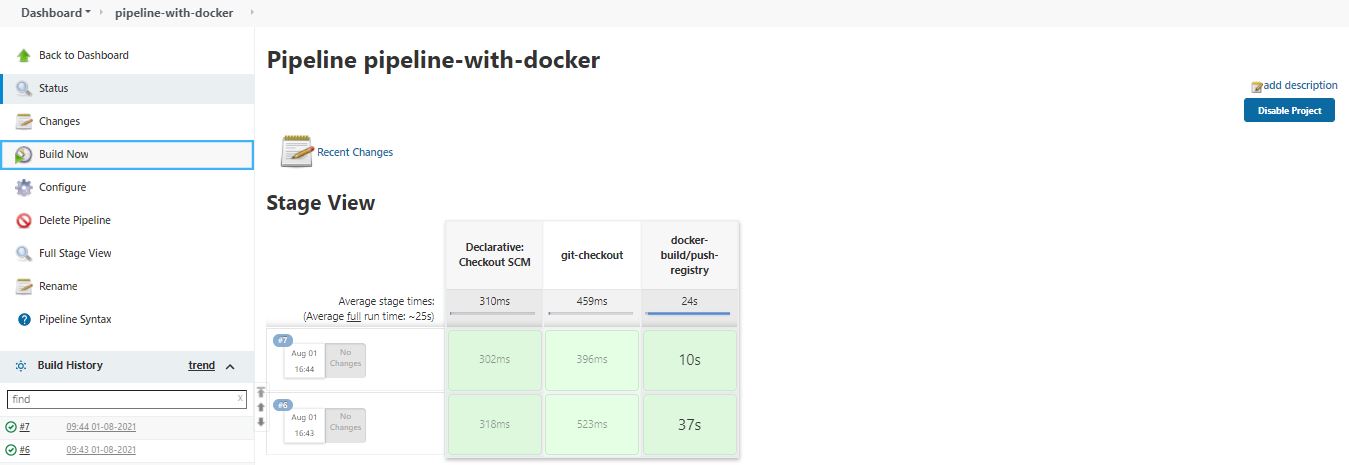 Dashboard
pipeline-with-docker
Back to Dashboard
Status
Changes
Build Now
Configure
Delete Pipeline
Full Stage View
Rename
Pipeline Syntax
Build History
trend
find
x
#7
09:44 01-08-2021
#6
09:43 01-08-2021
Pipeline pipeline-with-docker
add description
Disable Project
Recent Changes
Stage View
Declarative:
Checkout SCM
git-checkout
docker-
build/push-
registry
Average stage times:
(Average full run time: ~25s)
310ms
459ms
24s
#7
Aug 01
16:44
No
Changes
302ms
396ms
10s
#6
Aug 01
16:43
No
Changes
318ms
523ms
37s